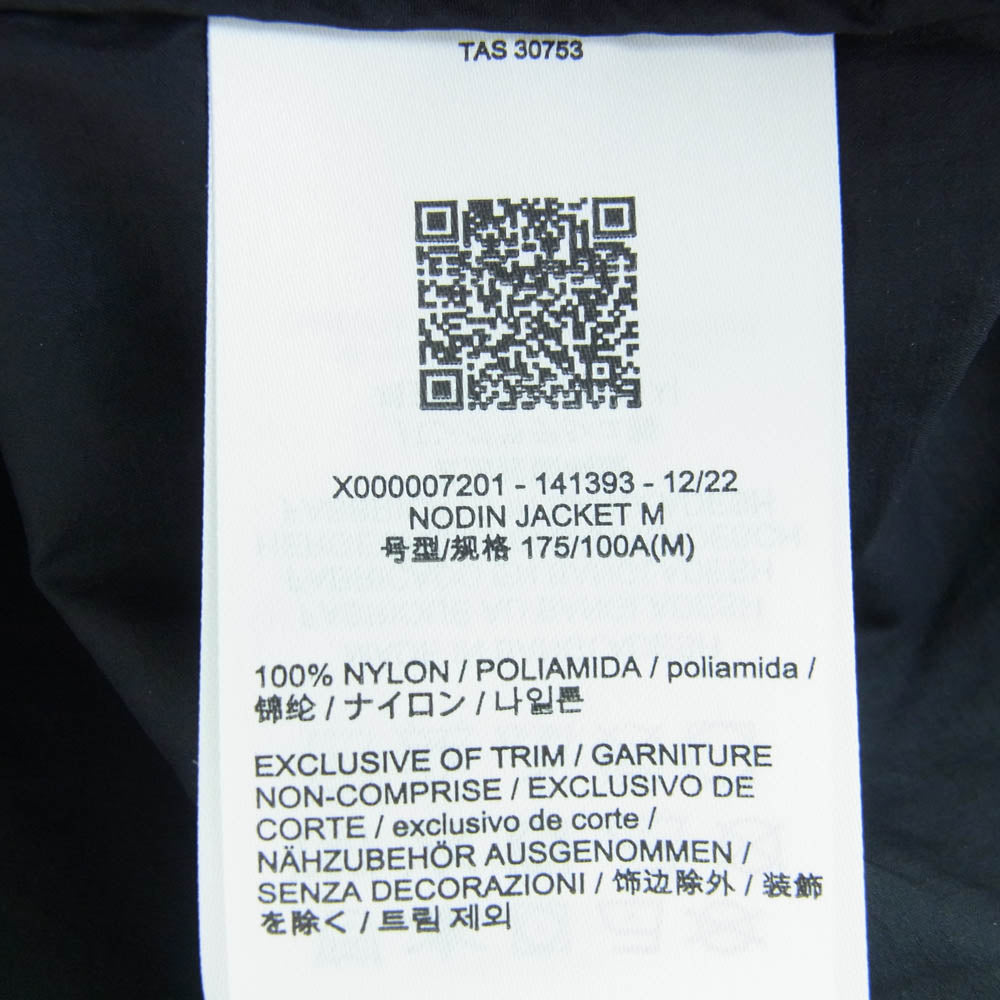 TAS 30753
X000007201 - 141393 - 12/22
NODIN JACKET M
号型/规格 175/100A(M)
100% NYLON / POLIAMIDA / poliamida /
锦纶 / ナイロン / 나일론
EXCLUSIVE OF TRIM / GARNITURE
NON-COMPRISE / EXCLUSIVO DE
CORTE / exclusivo de corte /
NÄHZUBEHÖR AUSGENOMMEN /
SENZA DECORAZIONI / 饰边除外 / 装飾
を除く / 트림 제외